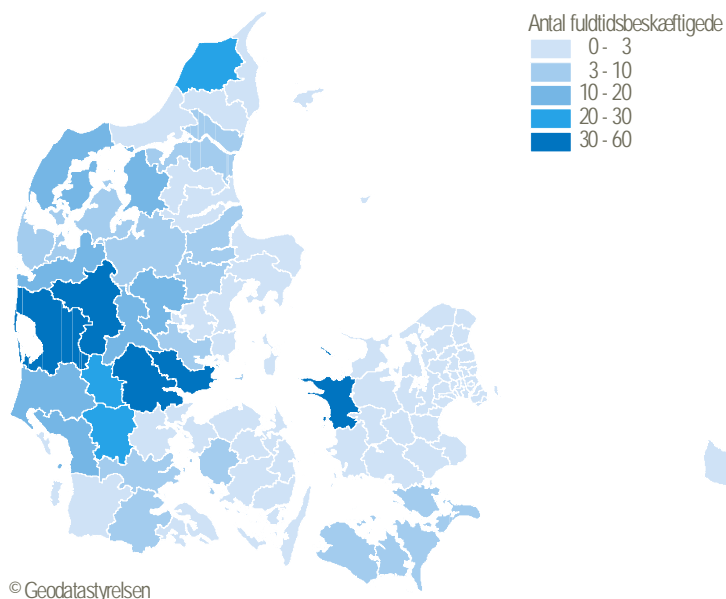 Antal fuldtidsbeskæftigede
0 - 3
3 - 10
10 - 20
20 - 30
30 - 60
© Geodatastyrelsen